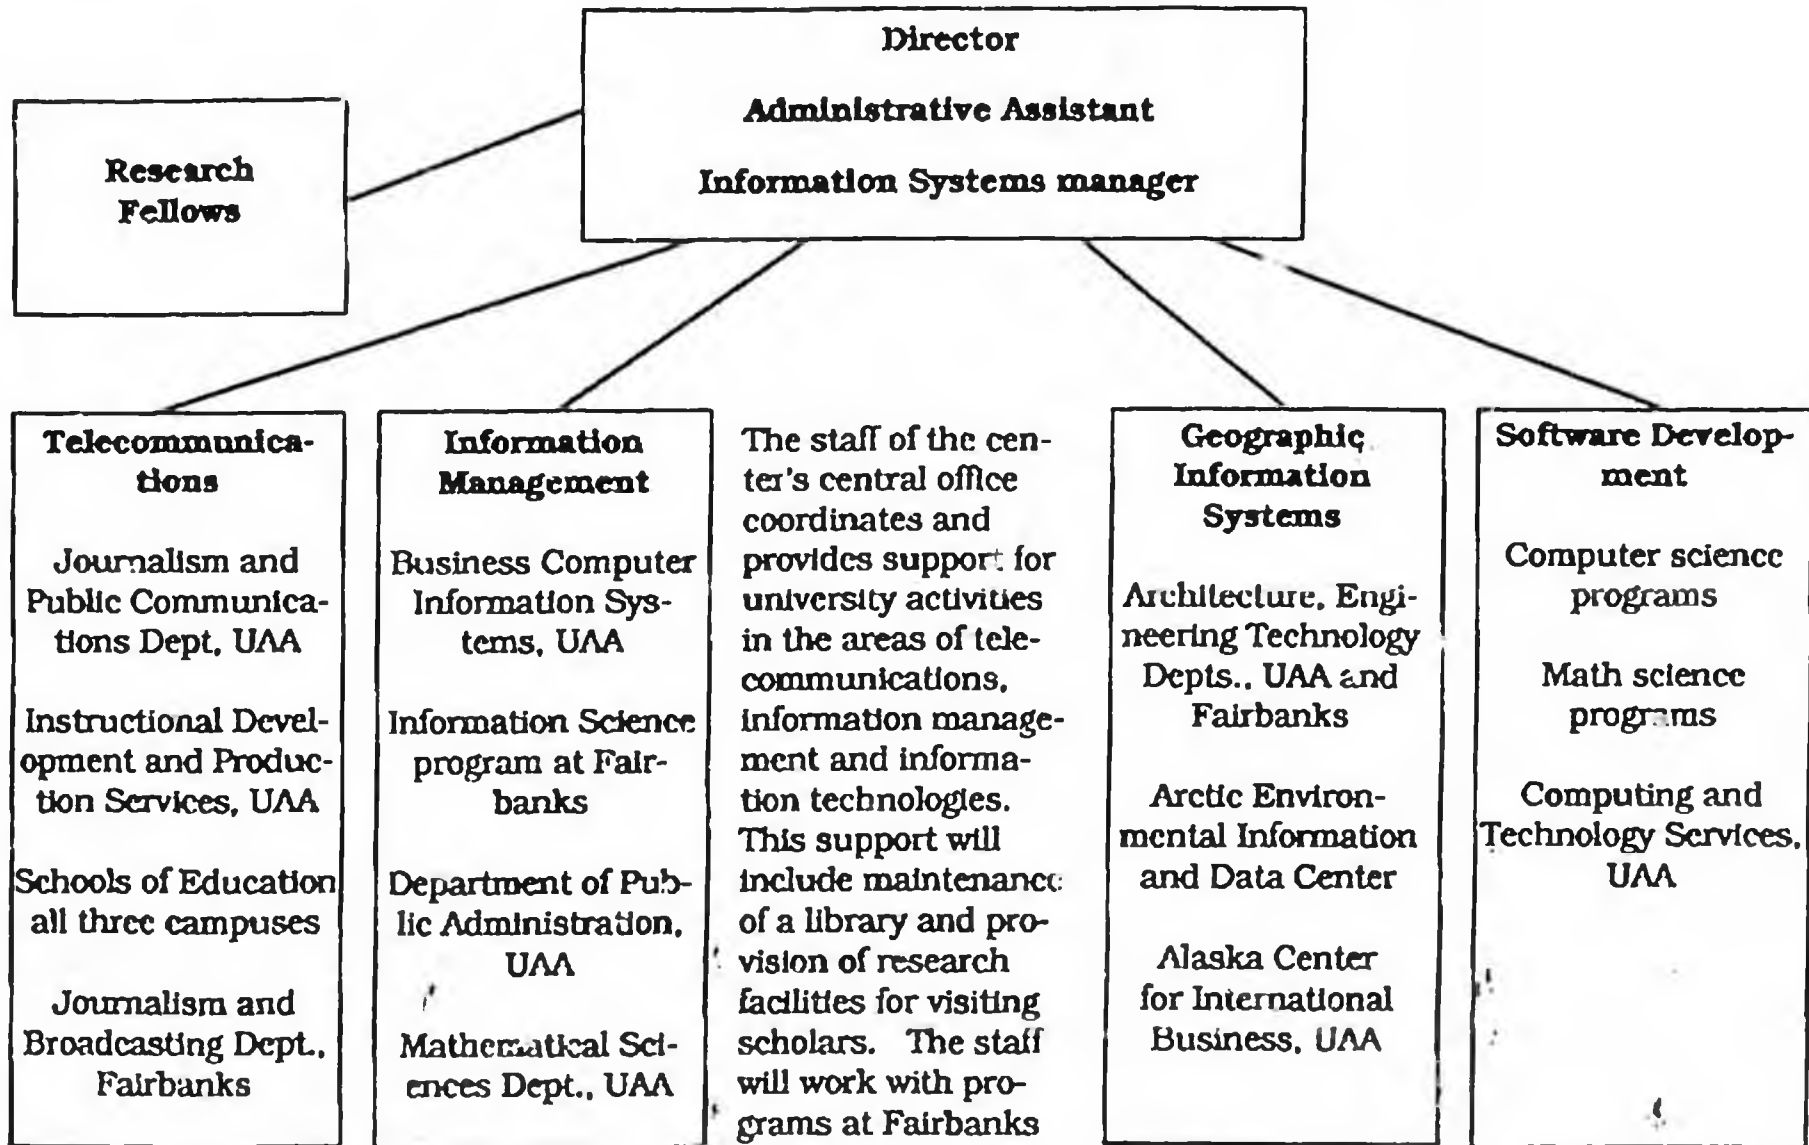 Director
Administrative Assistant
Information Systems manager
Research
Fellows
Telecommunica-
tions
Journalism and
Public Communica-
tions Dept, UAA
Instructional Devel-
opment and Produc-
tion Services, UAA
Schools of Education
all three campuses
Journalism and
Broadcasting Dept.,
Fairbanks
Information
Management
Business Computer
Information Sys-
tems, UAA
Information Science
program at Fair-
banks
Department of Pub-
lic Administration,
UAA
Mathematical Sci-
ences Dept., UAA
The staff of the cen-
ter's central office
coordinates and
provides support for
university activities
in the areas of tele-
communications,
information manage-
ment and informa-
tion technologies.
This support will
include maintenance
of a library and pro-
vision of research
facilities for visiting
scholars. The staff
will work with pro-
grams at Fairbanks
Geographic
Information
Systems
Architecture, Engi-
neering Technology
Depts., UAA and
Fairbanks
Arctic Environ-
mental Information
and Data Center
Alaska Center
for International
Business, UAA
Software Develop-
ment
Computer science
programs
Math science
programs
Computing and
Technology Services,
UAA